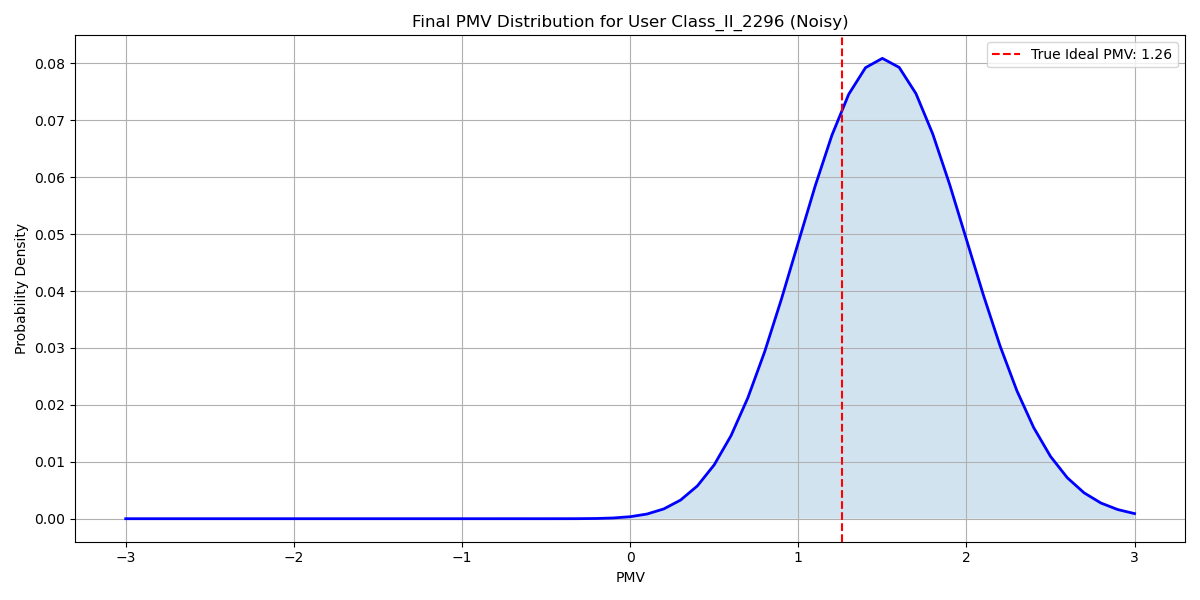 Final PMV Distribution for User Class_II_2296 (Noisy)
True Ideal PMV: 1.26
Probability Density
0.08
0.07
0.06
0.05
0.04
0.03
0.02
0.01
0.00
−3 −2 −1 0 1 2 3
PMV